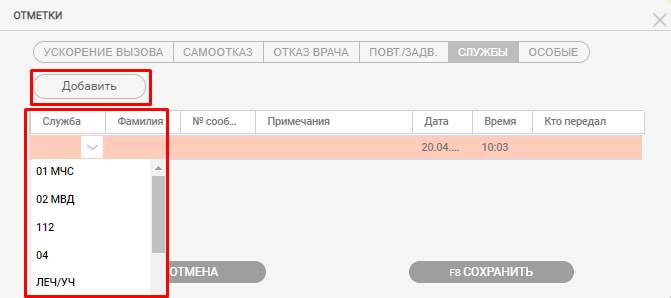 ОТМЕТКИ
УСКОРЕНИЕ ВЫЗОВА САМООТКАЗ ОТКАЗ ВРАЧА ПОВТ./ЗАДВ. СЛУЖБЫ ОСОБЫЕ
Добавить
Служба Фамилия № сооб... Примечания Дата Время Кто передал
20.04.... 10:03
01 МЧС
02 МВД
112
04
ЛЕЧ/УЧ
ОТМЕНА F8 СОХРАНИТЬ